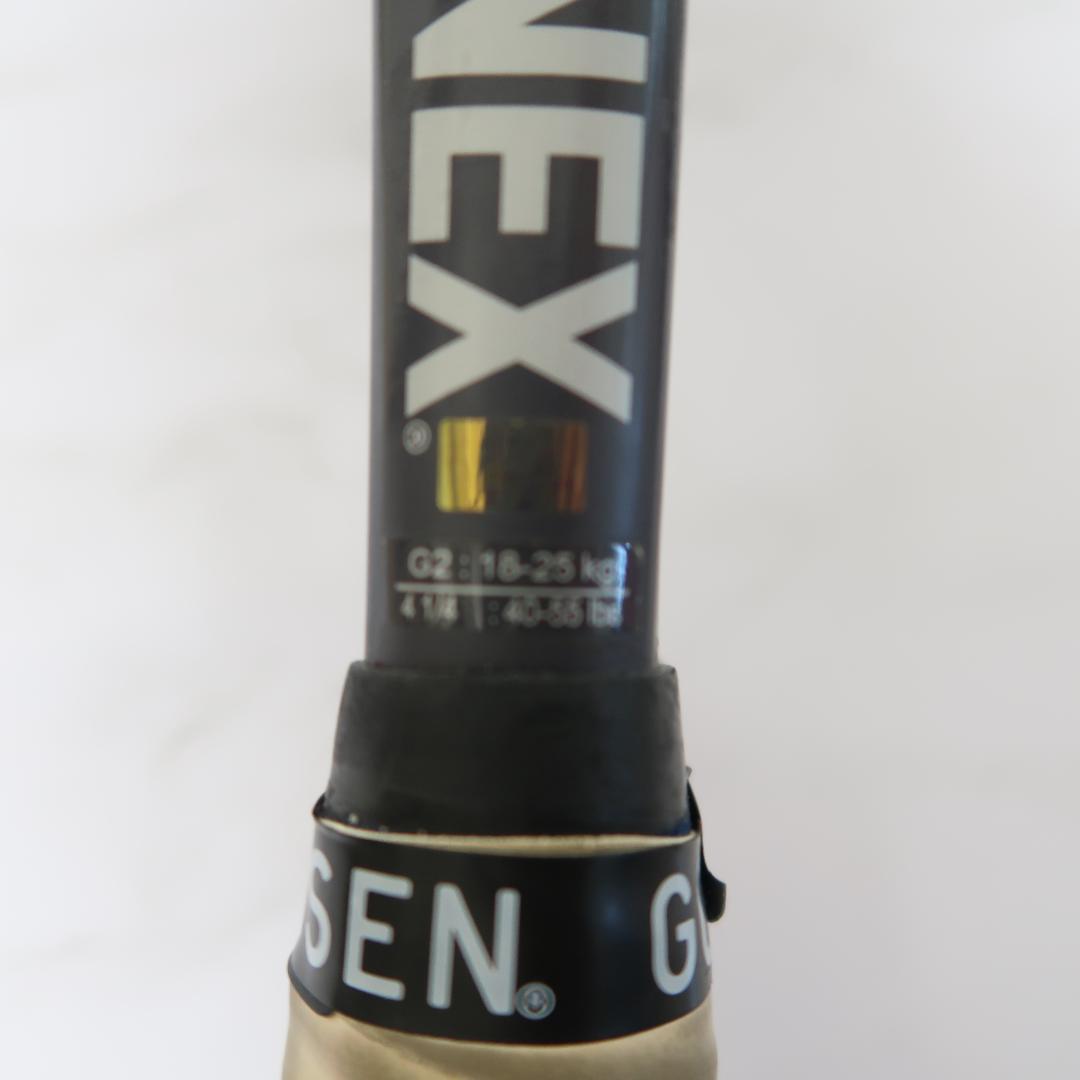 NEX®
G2 : 18-25 kg
4 1/4 : 40-55 lbs
SEN® G